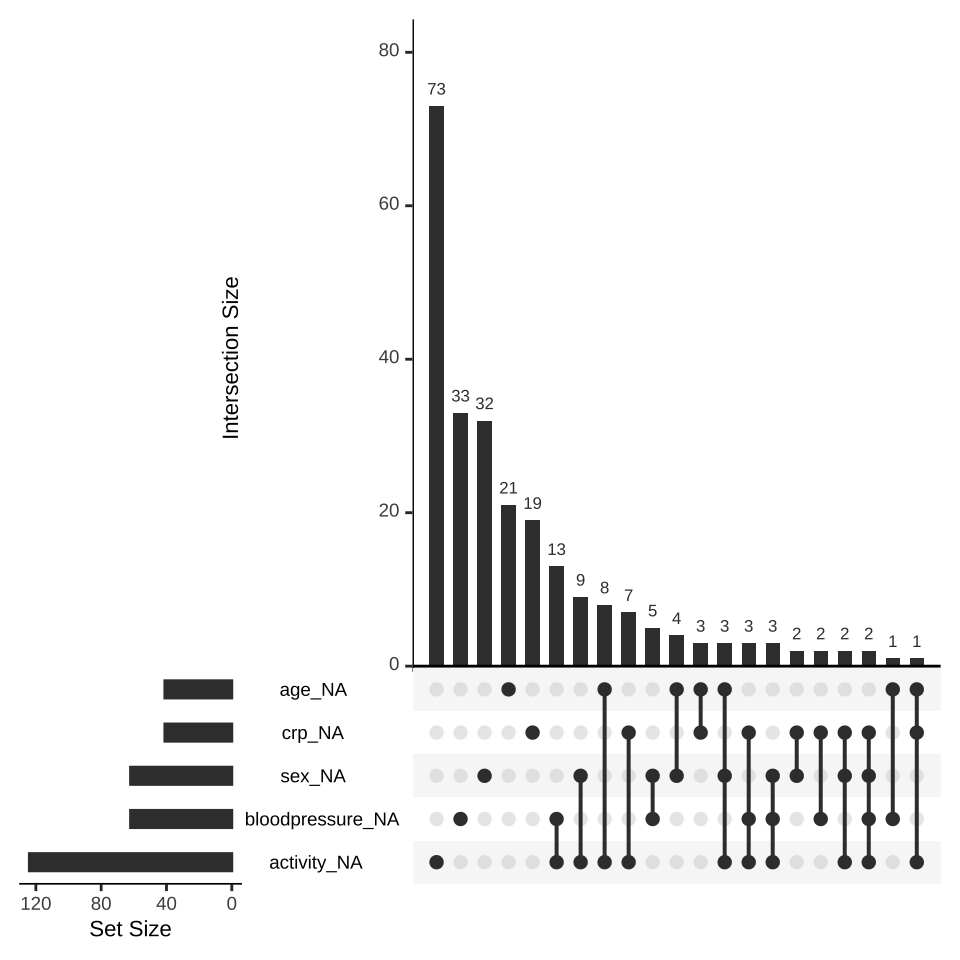 80
73
60
Intersection Size
40
33 32
21 19
20
13
9 8 7
5 4 3 3 3 3 2 2 2 2 1 1
0
age_NA
crp_NA
sex_NA
bloodpressure_NA
activity_NA
120 80 40 0
Set Size